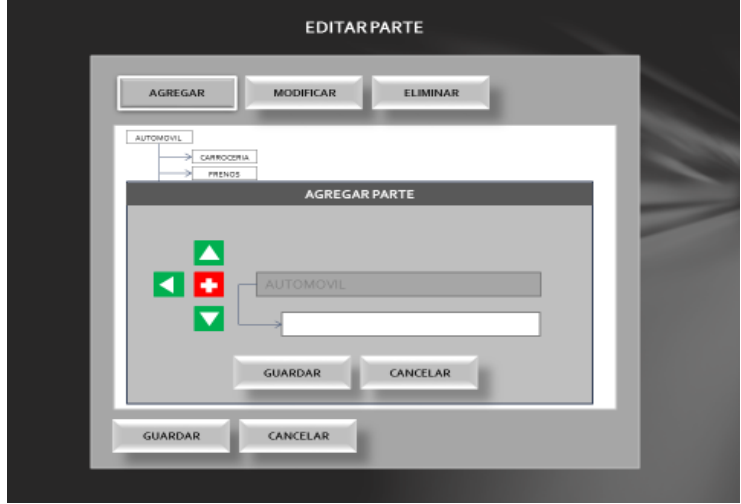 EDITAR PARTE
AGREGAR MODIFICAR ELIMINAR
AUTOMOVIL
CARROCERIA
FRENOS
AGREGAR PARTE
AUTOMOVIL
GUARDAR CANCELAR
GUARDAR CANCELAR